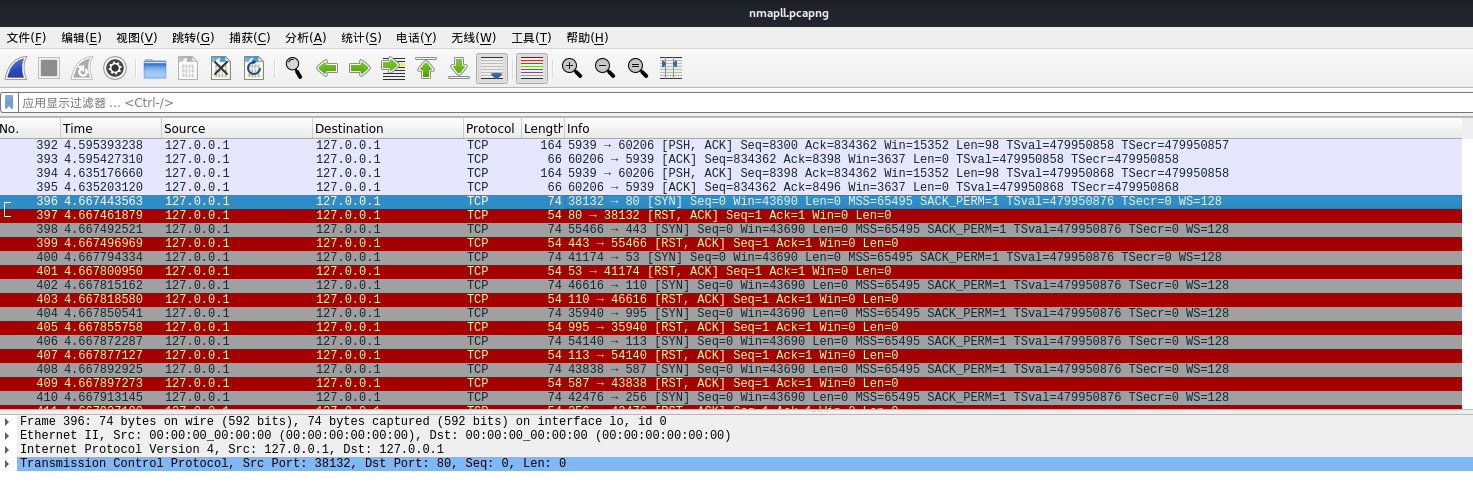 nmapll.pcapng
文件(F) 编辑(E) 视图(V) 跳转(G) 捕获(C) 分析(A) 统计(S) 电话(Y) 无线(W) 工具(T) 帮助(H)
应用显示过滤器 … <Ctrl-/>
No. Time Source Destination Protocol Length Info
392 4.595393238 127.0.0.1 127.0.0.1 TCP 164 5939 → 60206 [PSH, ACK] Seq=8300 Ack=834362 Win=15352 Len=98 TSval=479950858 TSecr=479950857
393 4.595427310 127.0.0.1 127.0.0.1 TCP 66 60206 → 5939 [ACK] Seq=834362 Ack=8398 Win=3637 Len=0 TSval=479950858 TSecr=479950858
394 4.635176660 127.0.0.1 127.0.0.1 TCP 164 5939 → 60206 [PSH, ACK] Seq=8398 Ack=834362 Win=15352 Len=98 TSval=479950868 TSecr=479950858
395 4.635203120 127.0.0.1 127.0.0.1 TCP 66 60206 → 5939 [ACK] Seq=834362 Ack=8496 Win=3637 Len=0 TSval=479950868 TSecr=479950868
396 4.667443563 127.0.0.1 127.0.0.1 TCP 74 38132 → 80 [SYN] Seq=0 Win=43690 Len=0 MSS=65495 SACK_PERM=1 TSval=479950876 TSecr=0 WS=128
397 4.667461879 127.0.0.1 127.0.0.1 TCP 54 80 → 38132 [RST, ACK] Seq=1 Ack=1 Win=0 Len=0
398 4.667492521 127.0.0.1 127.0.0.1 TCP 74 55466 → 443 [SYN] Seq=0 Win=43690 Len=0 MSS=65495 SACK_PERM=1 TSval=479950876 TSecr=0 WS=128
399 4.667496969 127.0.0.1 127.0.0.1 TCP 54 443 → 55466 [RST, ACK] Seq=1 Ack=1 Win=0 Len=0
400 4.667794334 127.0.0.1 127.0.0.1 TCP 74 41174 → 53 [SYN] Seq=0 Win=43690 Len=0 MSS=65495 SACK_PERM=1 TSval=479950876 TSecr=0 WS=128
401 4.667800950 127.0.0.1 127.0.0.1 TCP 54 53 → 41174 [RST, ACK] Seq=1 Ack=1 Win=0 Len=0
402 4.667815162 127.0.0.1 127.0.0.1 TCP 74 46616 → 110 [SYN] Seq=0 Win=43690 Len=0 MSS=65495 SACK_PERM=1 TSval=479950876 TSecr=0 WS=128
403 4.667818580 127.0.0.1 127.0.0.1 TCP 54 110 → 46616 [RST, ACK] Seq=1 Ack=1 Win=0 Len=0
404 4.667850541 127.0.0.1 127.0.0.1 TCP 74 35940 → 995 [SYN] Seq=0 Win=43690 Len=0 MSS=65495 SACK_PERM=1 TSval=479950876 TSecr=0 WS=128
405 4.667855758 127.0.0.1 127.0.0.1 TCP 54 995 → 35940 [RST, ACK] Seq=1 Ack=1 Win=0 Len=0
406 4.667872287 127.0.0.1 127.0.0.1 TCP 74 54140 → 113 [SYN] Seq=0 Win=43690 Len=0 MSS=65495 SACK_PERM=1 TSval=479950876 TSecr=0 WS=128
407 4.667877127 127.0.0.1 127.0.0.1 TCP 54 113 → 54140 [RST, ACK] Seq=1 Ack=1 Win=0 Len=0
408 4.667892925 127.0.0.1 127.0.0.1 TCP 74 43838 → 587 [SYN] Seq=0 Win=43690 Len=0 MSS=65495 SACK_PERM=1 TSval=479950876 TSecr=0 WS=128
409 4.667897273 127.0.0.1 127.0.0.1 TCP 54 587 → 43838 [RST, ACK] Seq=1 Ack=1 Win=0 Len=0
410 4.667913145 127.0.0.1 127.0.0.1 TCP 74 42476 → 256 [SYN] Seq=0 Win=43690 Len=0 MSS=65495 SACK_PERM=1 TSval=479950876 TSecr=0 WS=128
Frame 396: 74 bytes on wire (592 bits), 74 bytes captured (592 bits) on interface lo, id 0
Ethernet II, Src: 00:00:00_00:00:00 (00:00:00:00:00:00), Dst: 00:00:00_00:00:00 (00:00:00:00:00:00)
Internet Protocol Version 4, Src: 127.0.0.1, Dst: 127.0.0.1
Transmission Control Protocol, Src Port: 38132, Dst Port: 80, Seq: 0, Len: 0